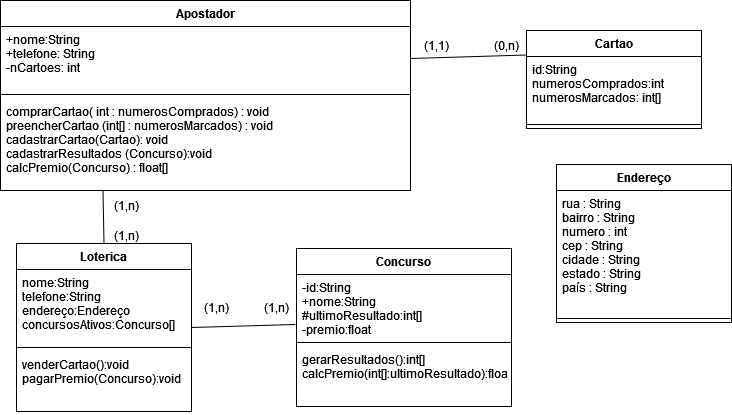 Apostador
+nome:String
+telefone: String
-nCartoes: int
comprarCartao( int : numerosComprados) : void
preencherCartao (int[] : numerosMarcados) : void
cadastrarCartao(Cartao): void
cadastrarResultados (Concurso):void
calcPremio(Concurso) : float[]
(1,1)
(0,n)
Cartao
id:String
numerosComprados:int
numerosMarcados: int[]
Endereço
rua : String
bairro : String
numero : int
cep : String
cidade : String
estado : String
país : String
(1,n)
(1,n)
Loterica
nome:String
telefone:String
endereço:Endereço
concursosAtivos:Concurso[]
venderCartao():void
pagarPremio(Concurso):void
(1,n)
(1,n)
Concurso
-id:String
+nome:String
#ultimoResultado:int[]
-premio:float
gerarResultados():int[]
calcPremio(int[]:ultimoResultado):floa